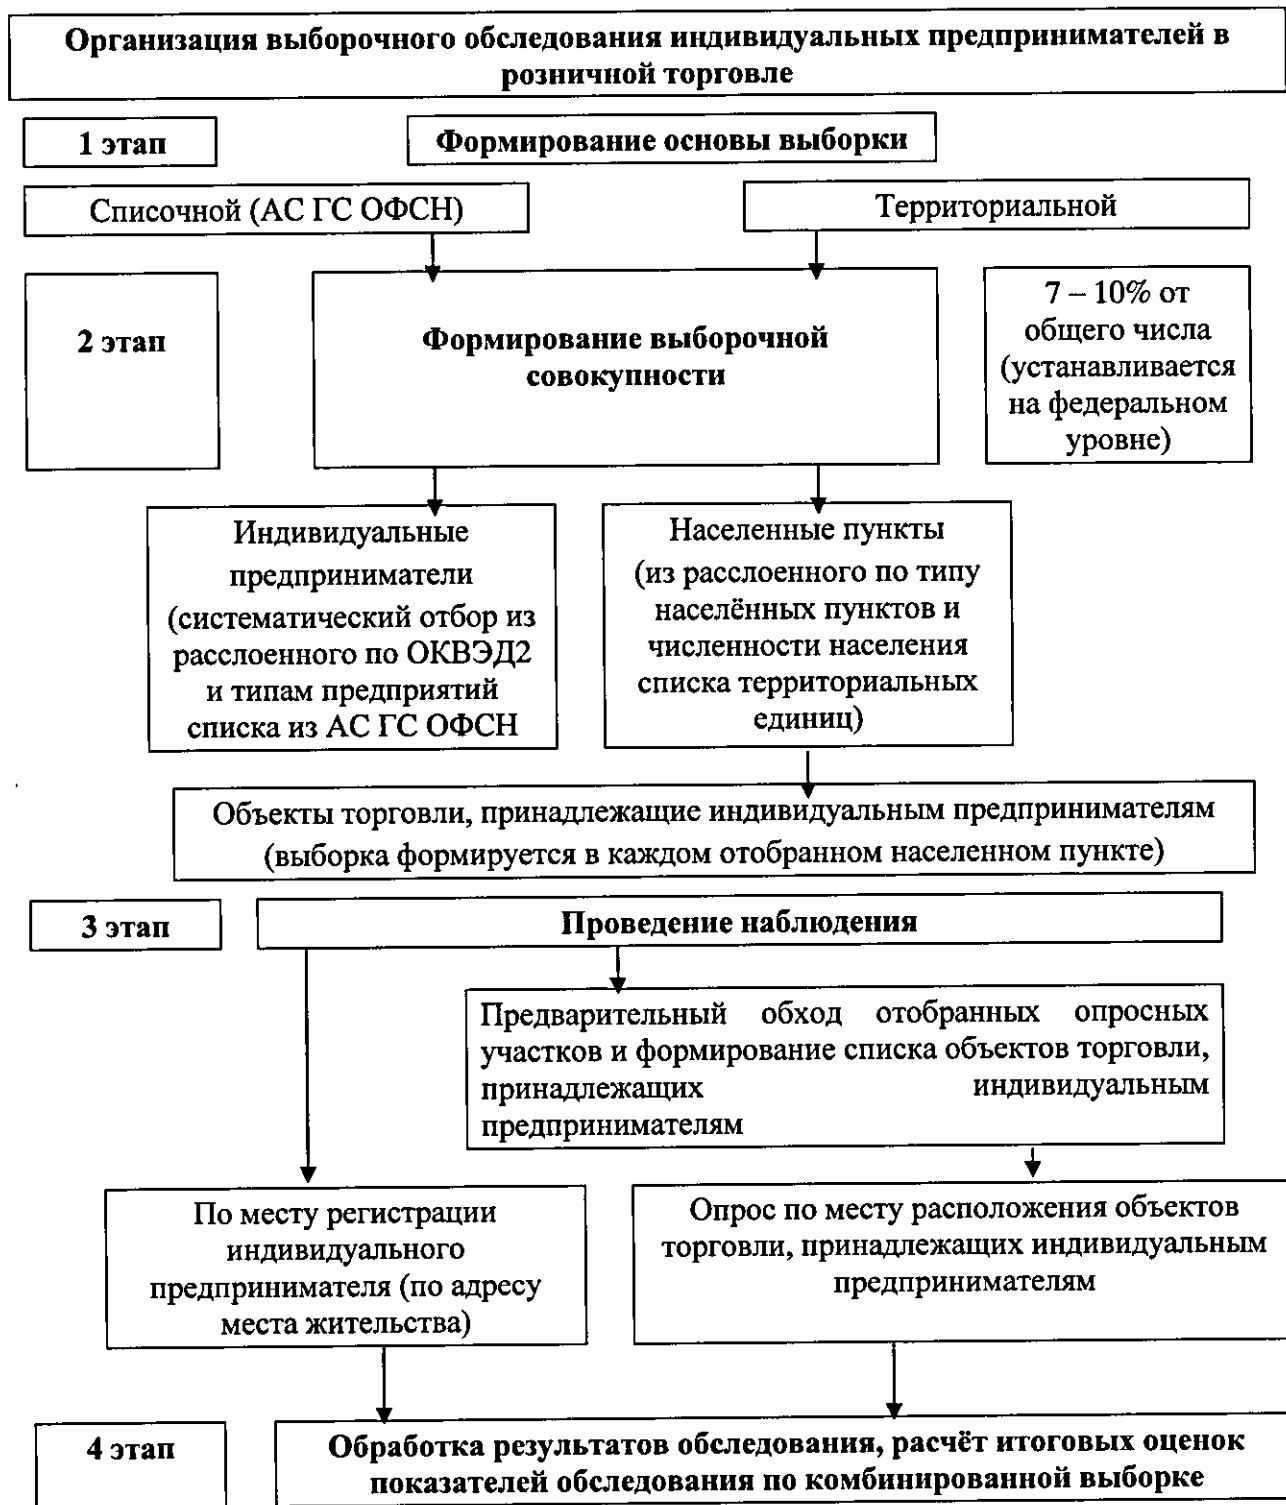 Организация выборочного обследования индивидуальных предпринимателей в
розничной торговле
1 этап
Формирование основы выборки
Списочной (АС ГС ОФСН)
Территориальной
2 этап
Формирование выборочной
совокупности
7 – 10% от
общего числа
(устанавливается
на федеральном
уровне)
Индивидуальные
предприниматели
(систематический отбор из
расслоенного по ОКВЭД2
и типам предприятий
списка из АС ГС ОФСН
Населенные пункты
(из расслоенного по типу
населённых пунктов и
численности населения
списка территориальных
единиц)
Объекты торговли, принадлежащие индивидуальным предпринимателям
(выборка формируется в каждом отобранном населенном пункте)
3 этап
Проведение наблюдения
Предварительный обход отобранных опросных
участков и формирование списка объектов торговли,
принадлежащих индивидуальным
предпринимателям
По месту регистрации
индивидуального
предпринимателя (по адресу
места жительства)
Опрос по месту расположения объектов
торговли, принадлежащих индивидуальным
предпринимателям
4 этап
Обработка результатов обследования, расчёт итоговых оценок
показателей обследования по комбинированной выборке